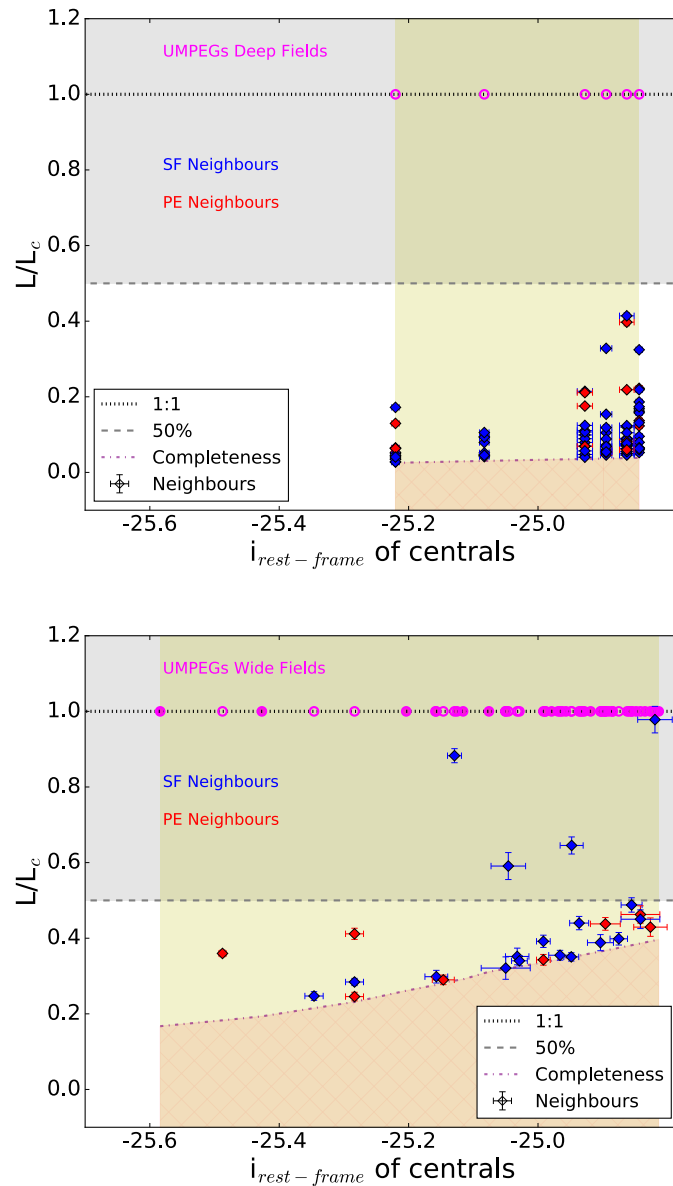 1.2
UMPEGs Deep Fields
1.0
SF Neighbours
0.8
PE Neighbours
0.6
L/L_c
0.4
0.2
0.0
1:1
50%
Completeness
Neighbours
-25.6 -25.4 -25.2 -25.0
i_{rest-frame} of centrals
1.2
UMPEGs Wide Fields
1.0
SF Neighbours
0.8
PE Neighbours
0.6
L/L_c
0.4
0.2
0.0
1:1
50%
Completeness
Neighbours
-25.6 -25.4 -25.2 -25.0
i_{rest-frame} of centrals